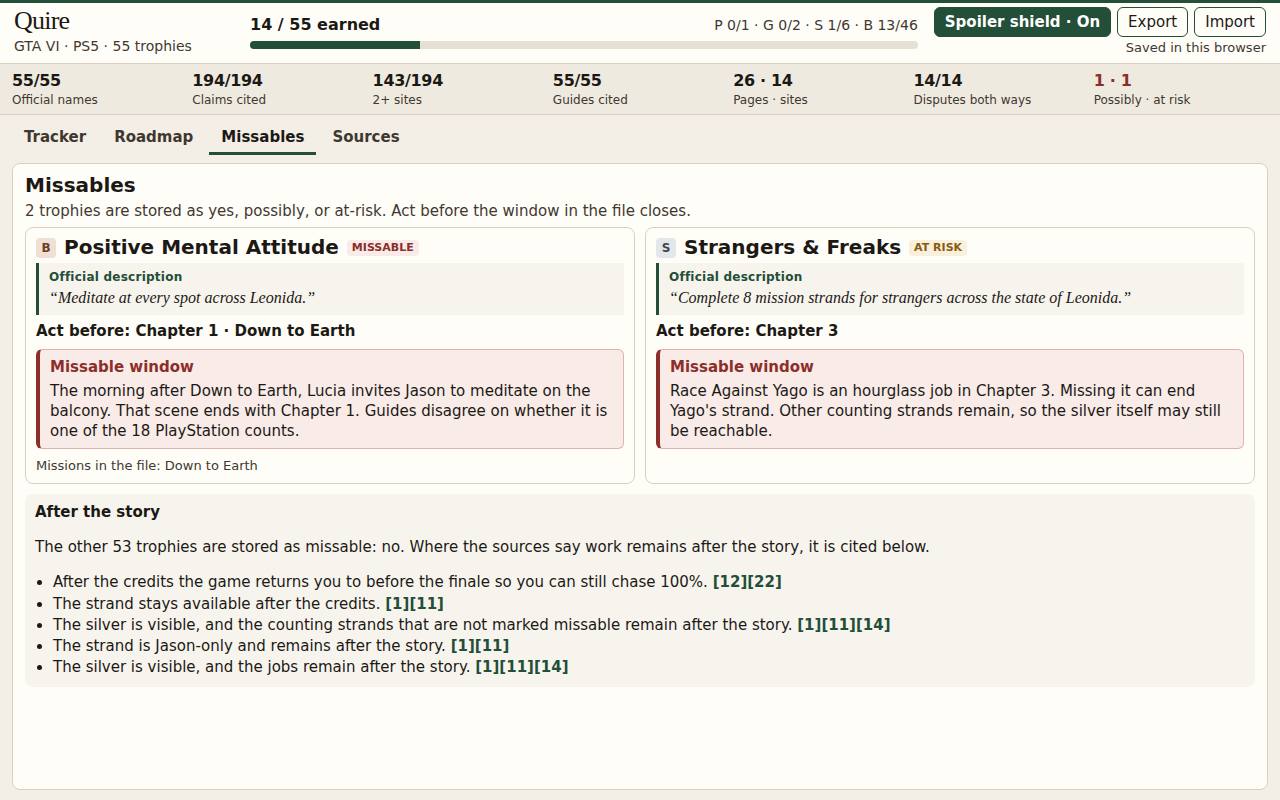 Quire
GTA VI · PS5 · 55 trophies
14 / 55 earned
P 0/1 · G 0/2 · S 1/6 · B 13/46
Spoiler shield · On
Export
Import
Saved in this browser
55/55
Official names
194/194
Claims cited
143/194
2+ sites
55/55
Guides cited
26 · 14
Pages · sites
14/14
Disputes both ways
1 · 1
Possibly · at risk
Tracker
Roadmap
Missables
Sources
Missables
2 trophies are stored as yes, possibly, or at-risk. Act before the window in the file closes.
B
Positive Mental Attitude
MISSABLE
Official description
“Meditate at every spot across Leonida.”
Act before: Chapter 1 · Down to Earth
Missable window
The morning after Down to Earth, Lucia invites Jason to meditate on the
balcony. That scene ends with Chapter 1. Guides disagree on whether it is
one of the 18 PlayStation counts.
Missions in the file: Down to Earth
S
Strangers & Freaks
AT RISK
Official description
“Complete 8 mission strands for strangers across the state of Leonida.”
Act before: Chapter 3
Missable window
Race Against Yago is an hourglass job in Chapter 3. Missing it can end
Yago's strand. Other counting strands remain, so the silver itself may still
be reachable.
After the story
The other 53 trophies are stored as missable: no. Where the sources say work remains after the story, it is cited below.
• After the credits the game returns you to before the finale so you can still chase 100%. [12][22]
• The strand stays available after the credits. [1][11]
• The silver is visible, and the counting strands that are not marked missable remain after the story. [1][11][14]
• The strand is Jason-only and remains after the story. [1][11]
• The silver is visible, and the jobs remain after the story. [1][11][14]